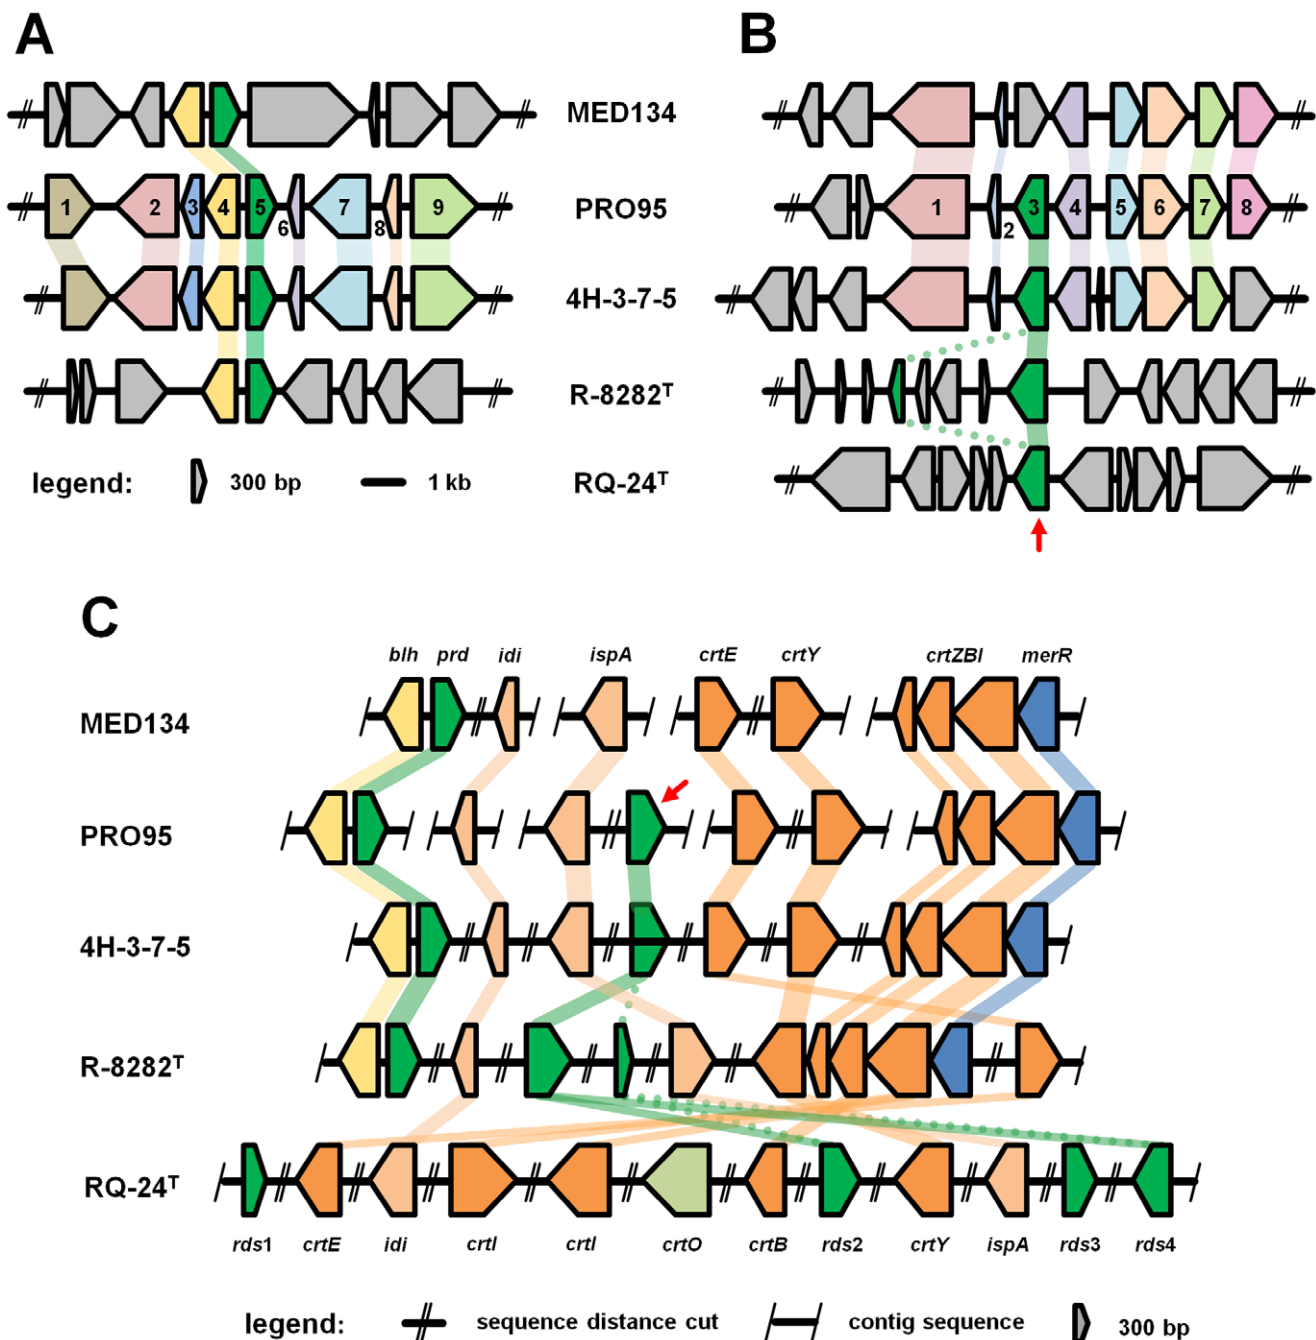 A
B
MED134
1 2 3 4 5 6 7 8 9
PRO95
1 2 3 4 5 6 7 8
4H-3-7-5
R-8282ᵀ
legend: 300 bp 1 kb
RQ-24ᵀ
C
blh prd idi ispA crtE crtY crtZBI merR
MED134
PRO95
4H-3-7-5
R-8282ᵀ
RQ-24ᵀ
rds1 crtE idi crtI crtI crtO crtB rds2 crtY ispA rds3 rds4
legend: sequence distance cut contig sequence 300 bp